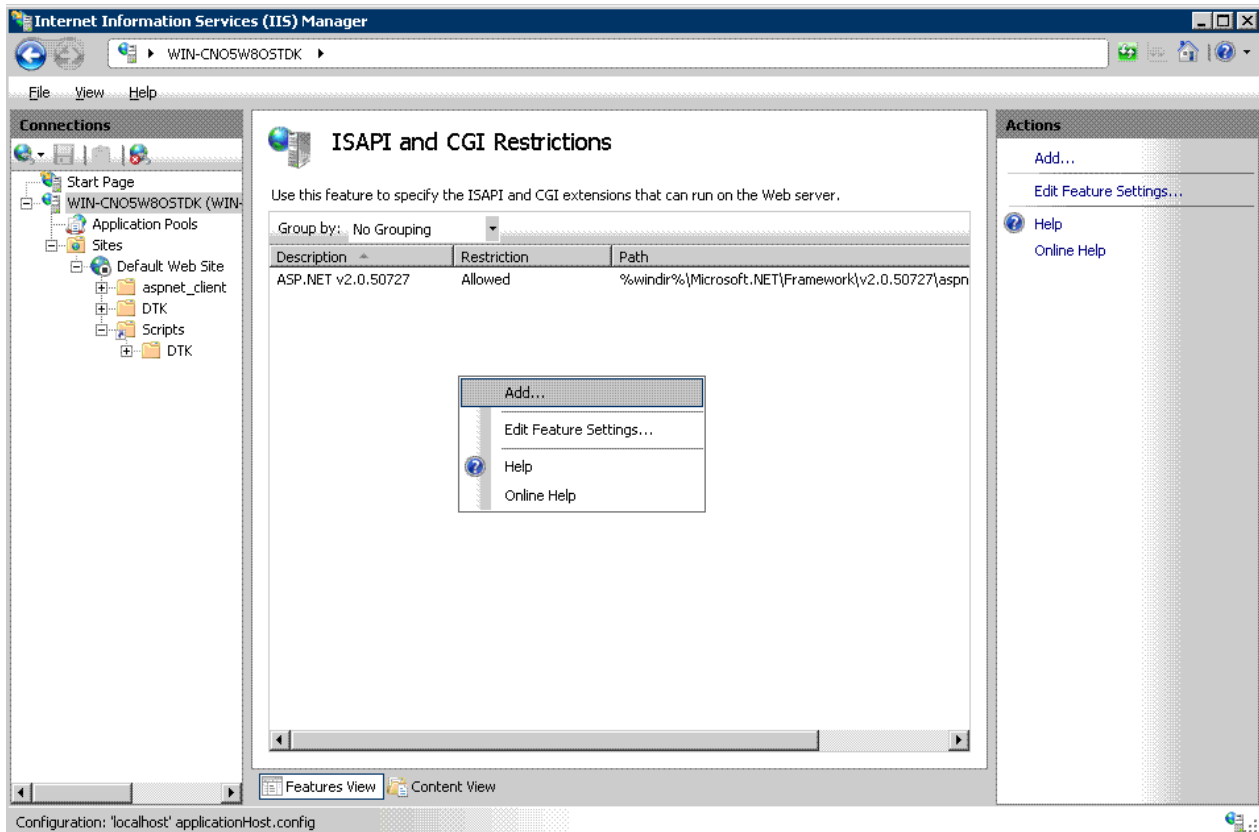 Internet Information Services (IIS) Manager
WIN-CNO5W8OSTDK
File View Help
Connections
Start Page
WIN-CNO5W8OSTDK (WIN-
Application Pools
Sites
Default Web Site
aspnet_client
DTK
Scripts
DTK
ISAPI and CGI Restrictions
Use this feature to specify the ISAPI and CGI extensions that can run on the Web server.
Group by: No Grouping
Description Restriction Path
ASP.NET v2.0.50727 Allowed %windir%\Microsoft.NET\Framework\v2.0.50727\aspn
Add...
Edit Feature Settings...
Help
Online Help
Features View Content View
Actions
Add...
Edit Feature Settings...
Help
Online Help
Configuration: 'localhost' applicationHost.config